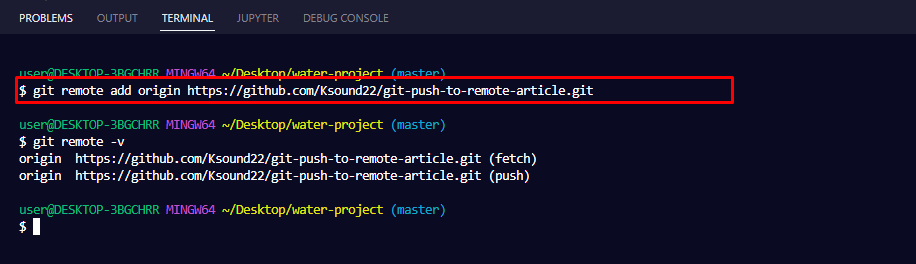 PROBLEMS OUTPUT TERMINAL JUPYTER DEBUG CONSOLE
user@DESKTOP-3BGCHRR MINGW64 ~/Desktop/water-project (master)
$ git remote add origin https://github.com/Ksound22/git-push-to-remote-article.git
user@DESKTOP-3BGCHRR MINGW64 ~/Desktop/water-project (master)
$ git remote -v
origin  https://github.com/Ksound22/git-push-to-remote-article.git (fetch)
origin  https://github.com/Ksound22/git-push-to-remote-article.git (push)
user@DESKTOP-3BGCHRR MINGW64 ~/Desktop/water-project (master)
$